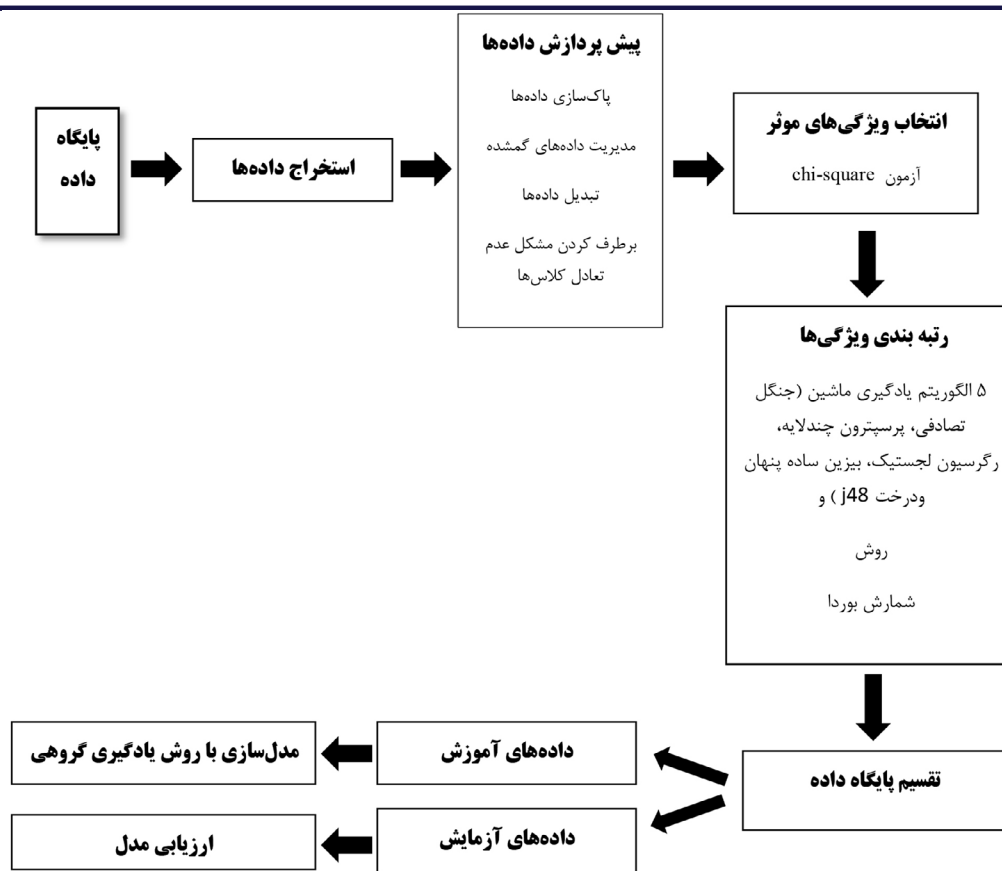 پایگاه
داده
استخراج داده‌ها
پیش پردازش داده‌ها
پاک‌سازی داده‌ها
مدیریت داده‌های گمشده
تبدیل داده‌ها
برطرف کردن مشکل عدم
تعادل کلاس‌ها
انتخاب ویژگی‌های موثر
آزمون chi-square
رتبه بندی ویژگی‌ها
۵ الگوریتم یادگیری ماشین (جنگل
تصادفی، پرسپترون چندلایه،
رگرسیون لجستیک، بیزین ساده پنهان
ودرخت j48 ) و
روش
شمارش بوردا
تقسیم پایگاه داده
داده‌های آموزش
مدل‌سازی با روش یادگیری گروهی
داده‌های آزمایش
ارزیابی مدل